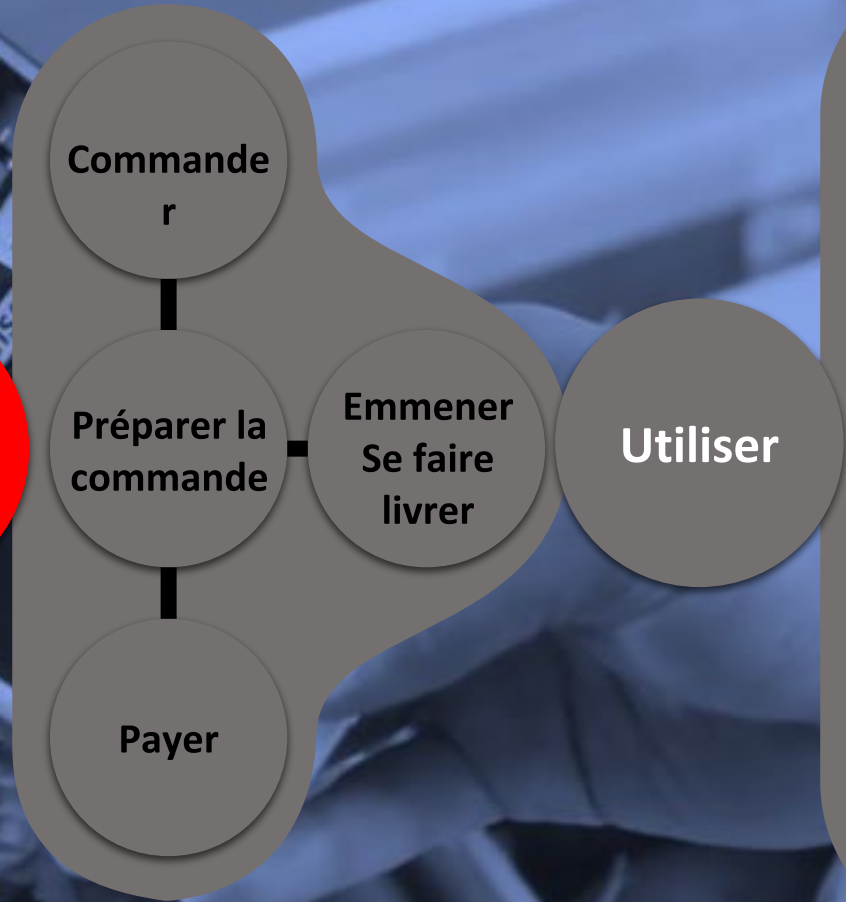 Commande
r
Préparer la
commande
Emmener
Se faire
livrer
Utiliser
Payer